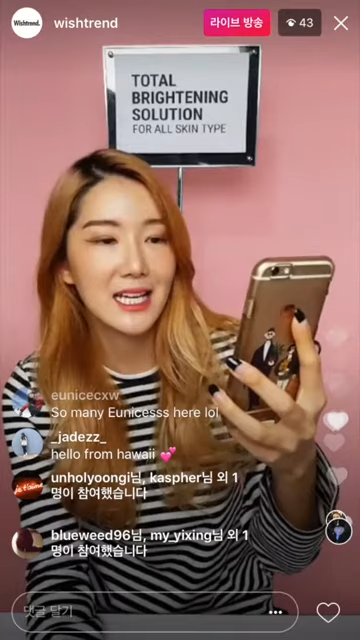 Wishtrend.
wishtrend
라이브 방송
43
TOTAL
BRIGHTENING
SOLUTION
FOR ALL SKIN TYPE
eunicecxw
So many Eunicesss here lol
_jadezz_
hello from hawaii 💕
je t'aime
unholyoongi님, kaspher님 외 1
명이 참여했습니다
blueweed96님, my_yixing님 외 1
명이 참여했습니다
댓글 달기